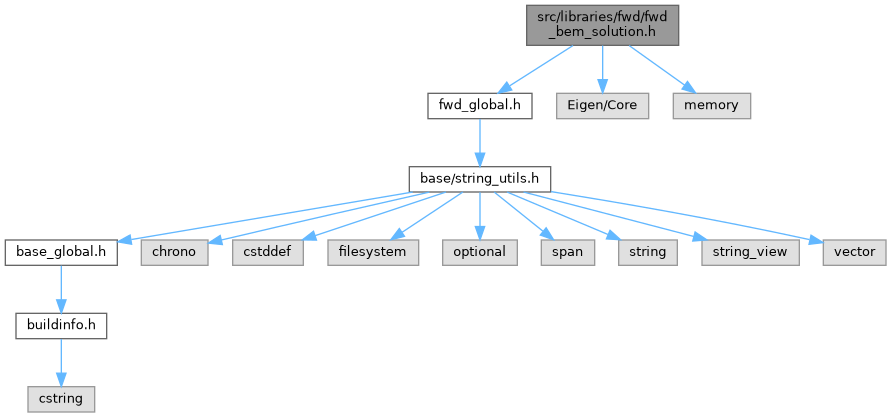 src/libraries/fwd/fwd
_bem_solution.h
fwd_global.h
Eigen/Core
memory
base/string_utils.h
base_global.h
chrono
cstddef
filesystem
optional
span
string
string_view
vector
buildinfo.h
cstring